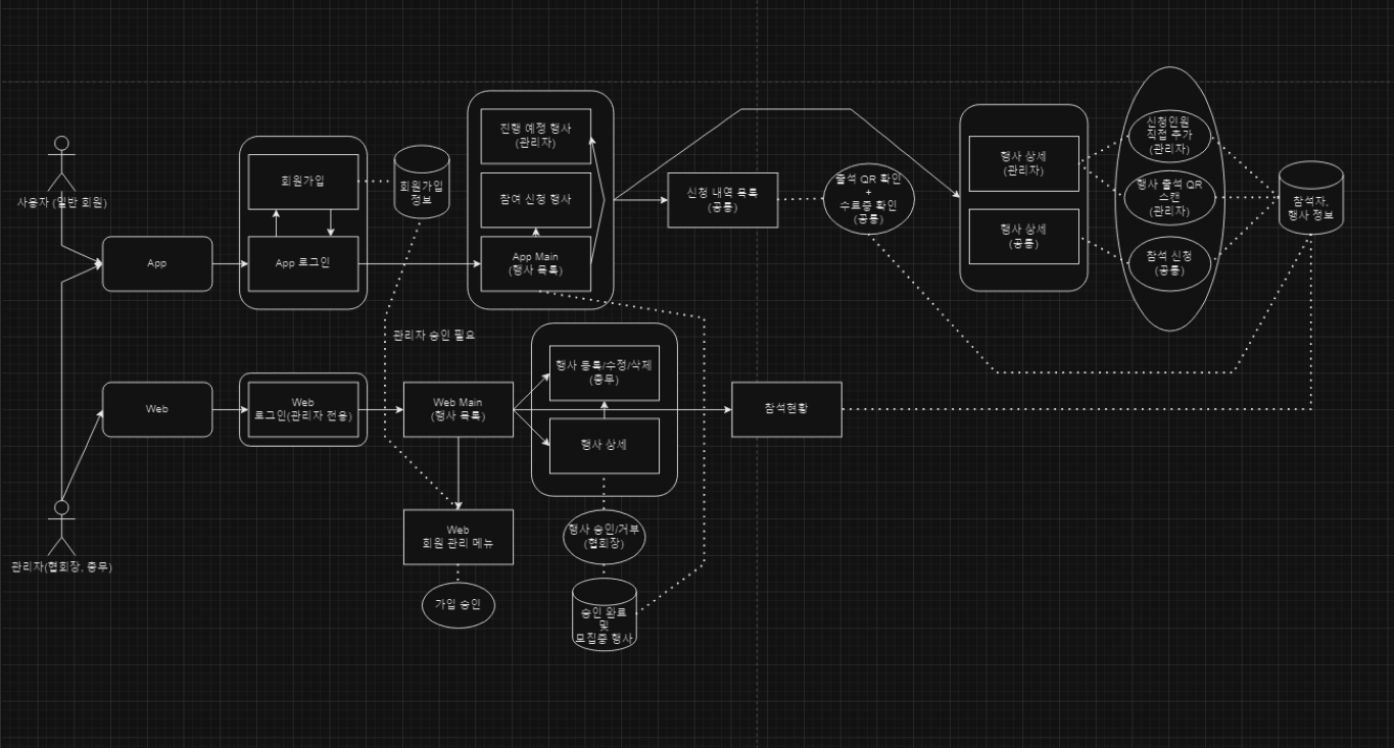 사용자 (일반 회원)
App
회원가입
App 로그인
회원가입
정보
진행 예정 행사
(관리자)
참여 신청 행사
App Main
(행사 목록)
신청 내역 목록
(공통)
출석 QR 확인
+
수료증 확인
(공통)
행사 상세
(관리자)
행사 상세
(공통)
신청인원
직접 추가
(관리자)
행사 출석 QR
스캔
(관리자)
참석 신청
(공통)
참석자,
행사 정보
관리자 승인 필요
Web
Web
로그인(관리자 전용)
Web Main
(행사 목록)
행사 등록/수정/삭제
(총무)
행사 상세
참석현황
관리자(협회장, 총무)
Web
회원 관리 메뉴
가입 승인
행사 승인/거부
(협회장)
승인 완료
및
모집중 행사